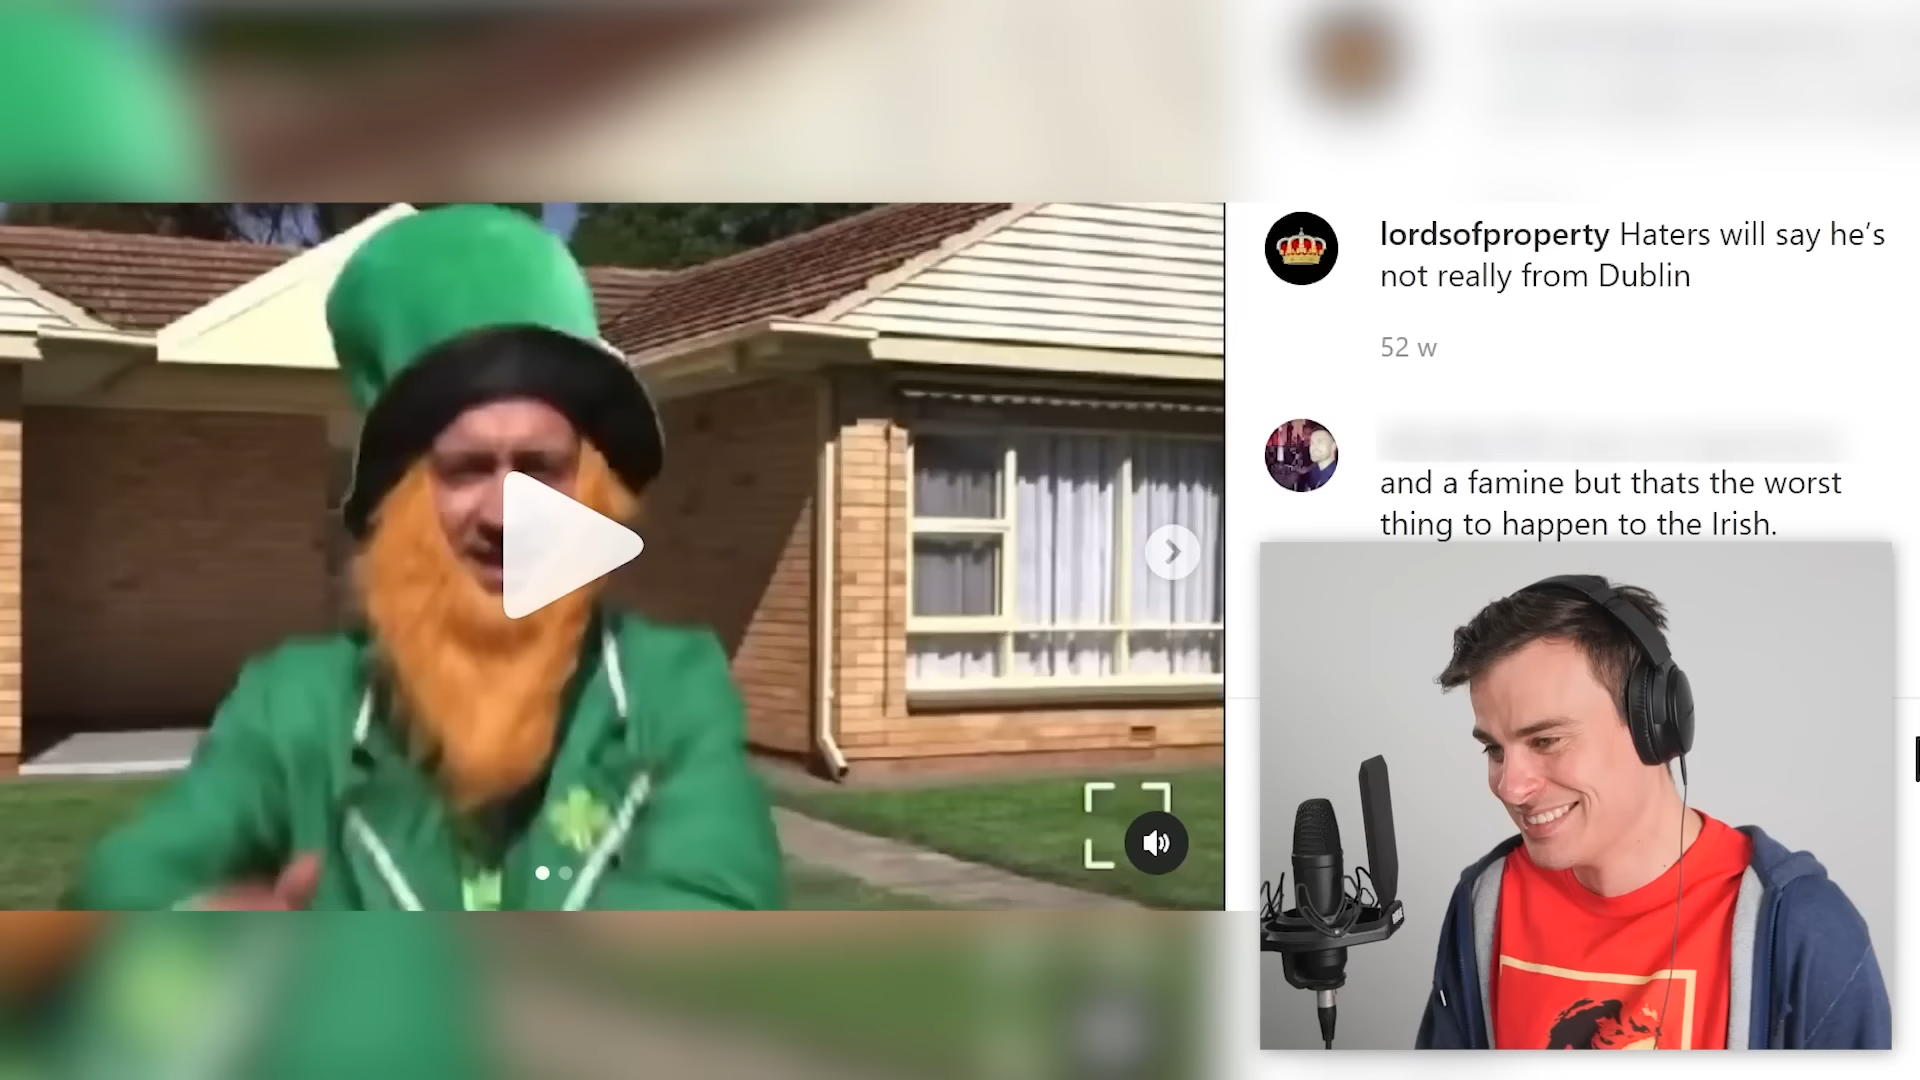 lordsofproperty Haters will say he’s
not really from Dublin
52 w
and a famine but thats the worst
thing to happen to the Irish.